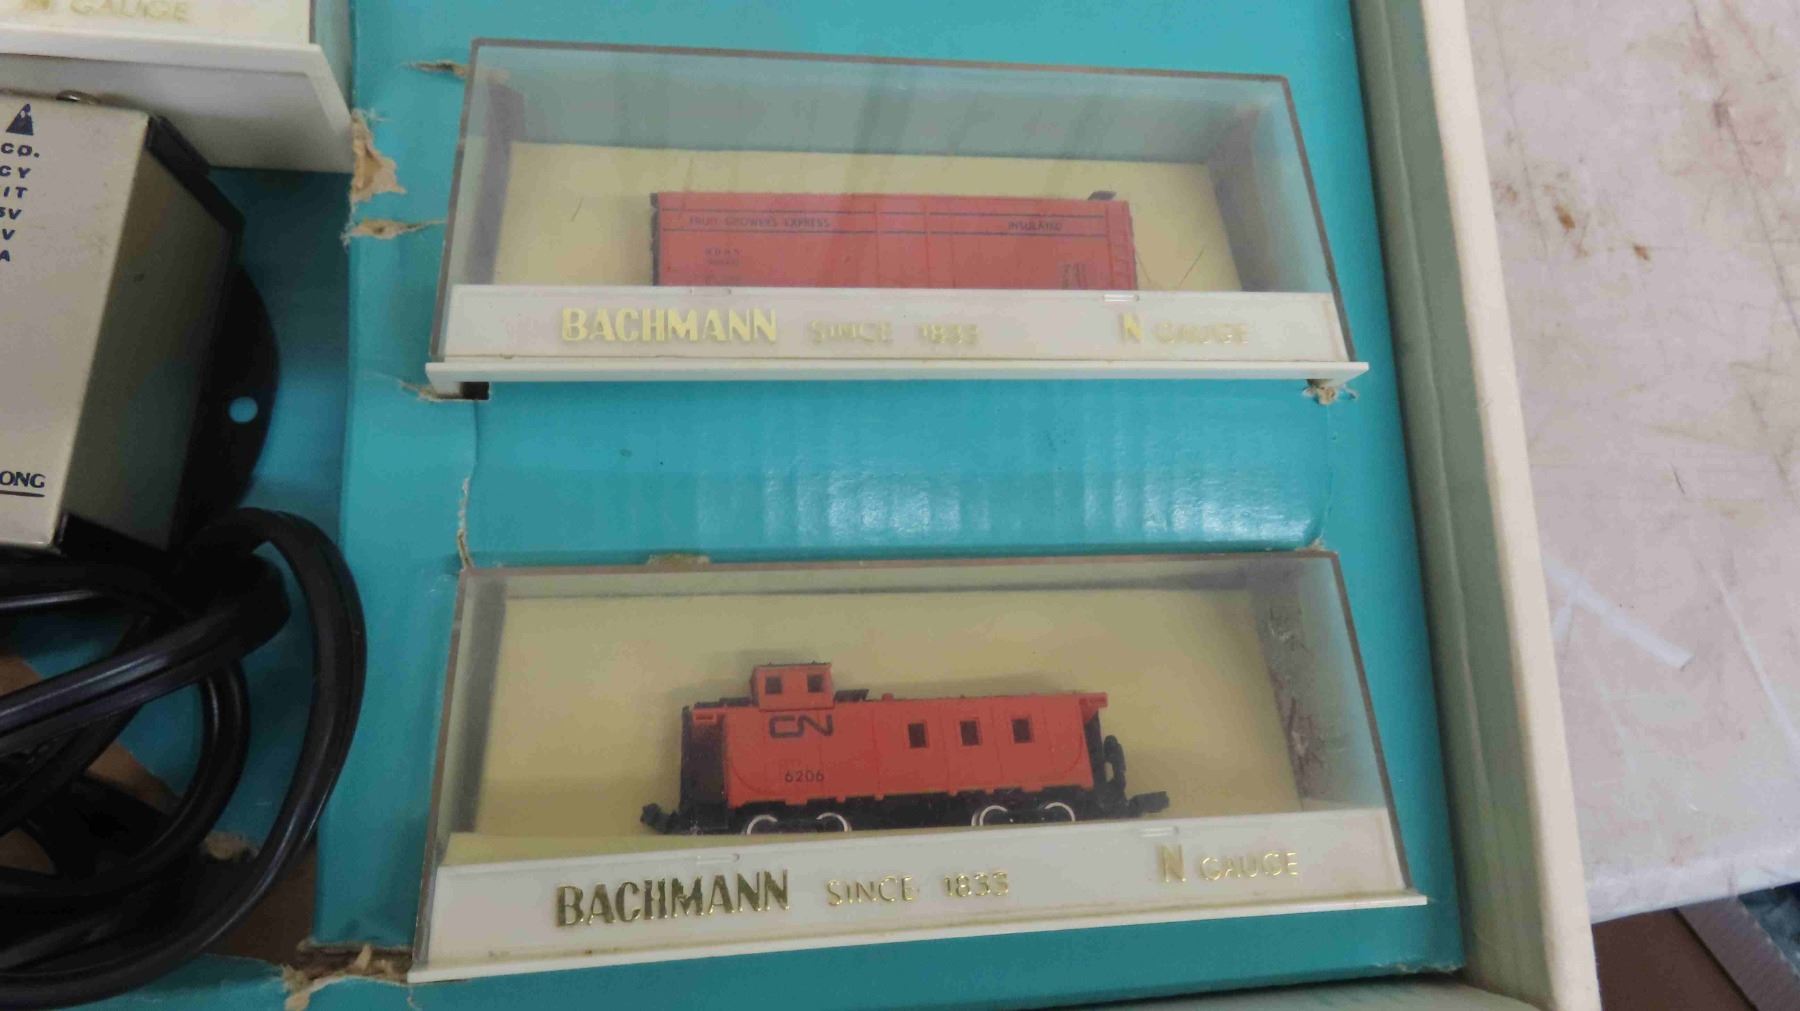 N GAUGE
CO.
CY
IT
V
A
ONG
FRUIT GROWERS EXPRESS
INSULATED
BACHMANN SINCE 1833 N GAUGE
CN
6206
BACHMANN SINCE 1833 N GAUGE